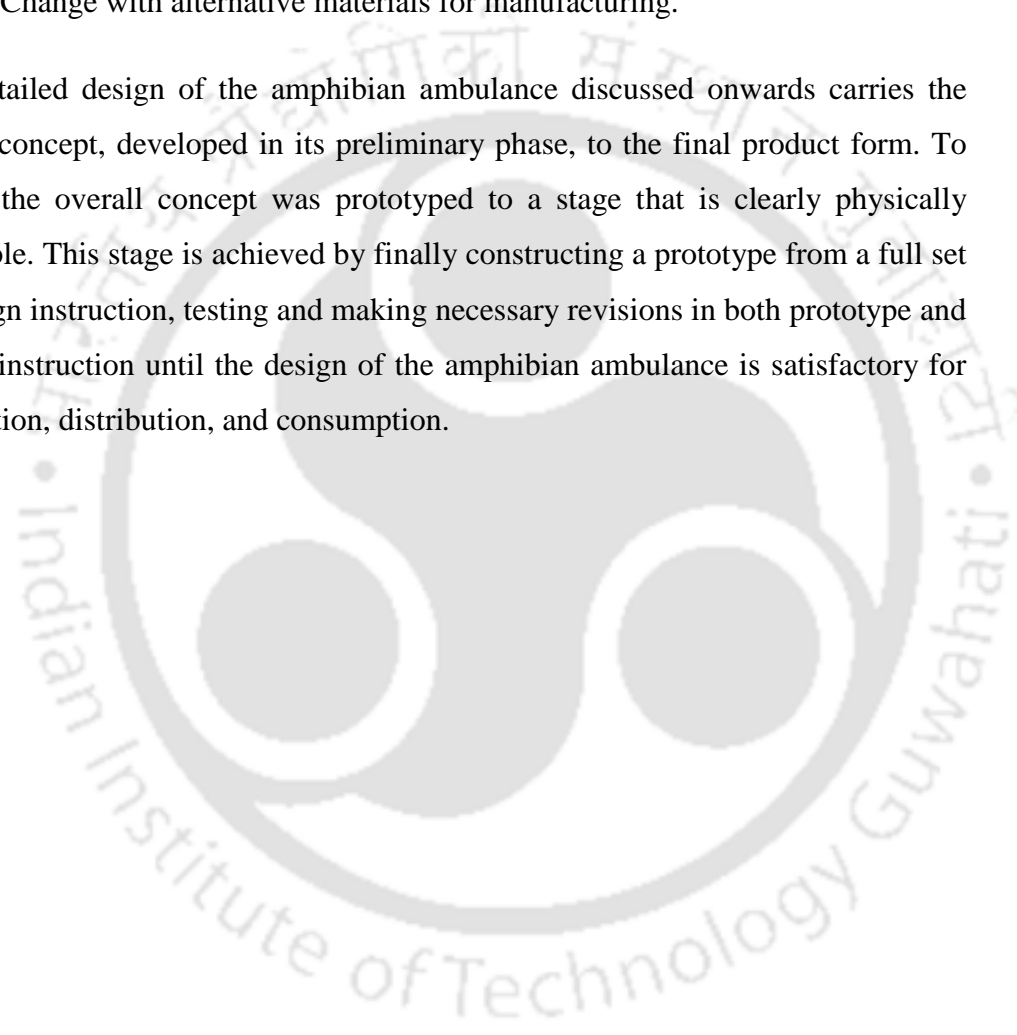 Change with alternative materials for manufacturing.
tailed design of the amphibian ambulance discussed onwards carries the
concept, developed in its preliminary phase, to the final product form. To
the overall concept was prototyped to a stage that is clearly physically
ble. This stage is achieved by finally constructing a prototype from a full set
gn instruction, testing and making necessary revisions in both prototype and
instruction until the design of the amphibian ambulance is satisfactory for
tion, distribution, and consumption.
Indian Institute of Technology Guwahati